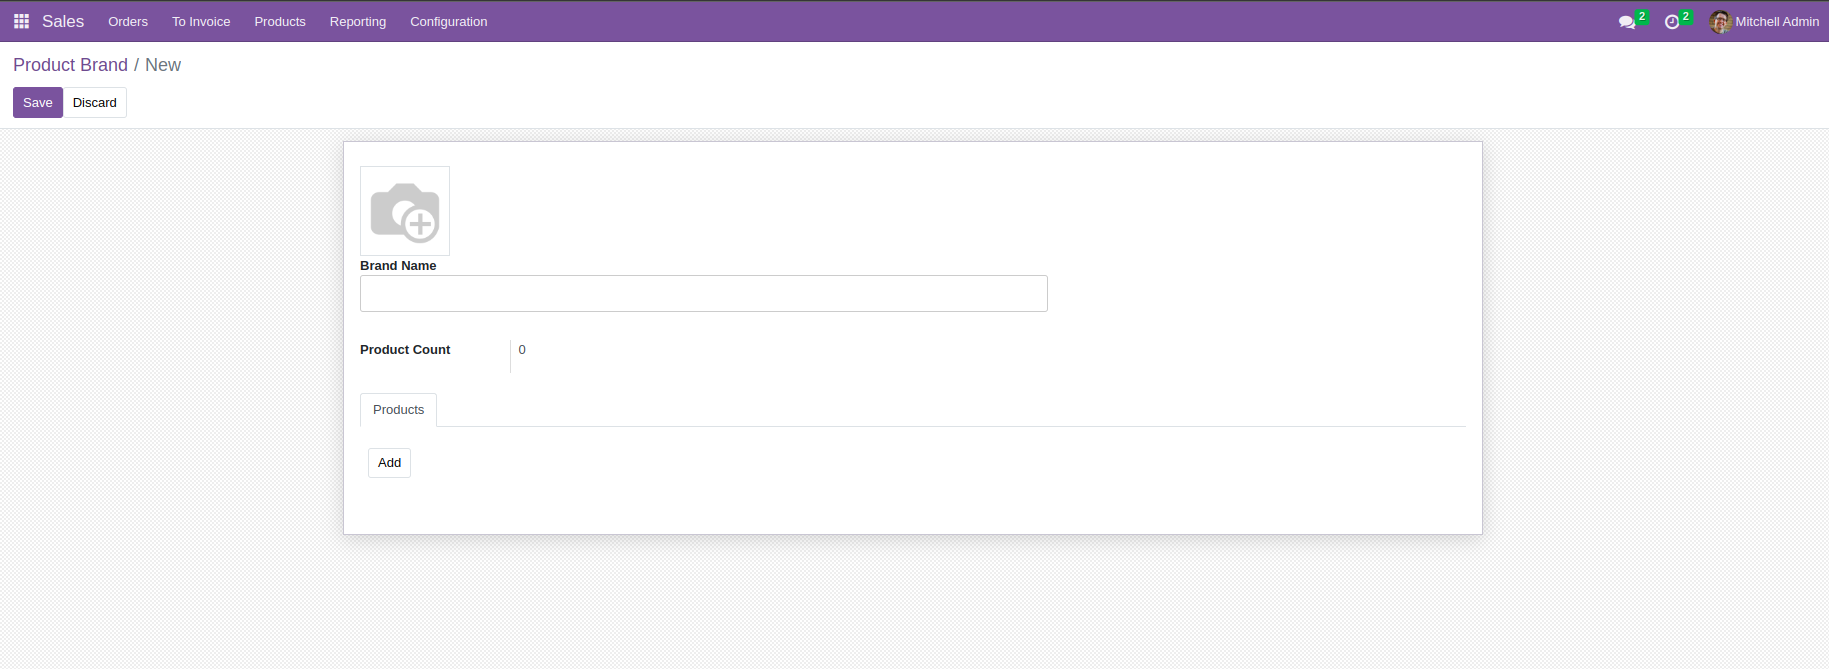 Sales Orders To Invoice Products Reporting Configuration 2 2 Mitchell Admin
Product Brand / New
Save Discard
Brand Name
Product Count 0
Products
Add